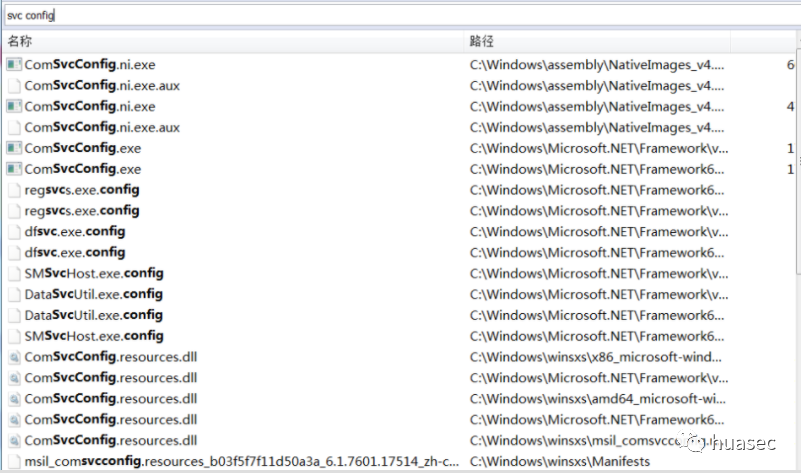 svc config
名称 路径
ComSvcConfig.ni.exe C:\Windows\assembly\NativeImages_v4.... 6
ComSvcConfig.ni.exe.aux C:\Windows\assembly\NativeImages_v4....
ComSvcConfig.ni.exe C:\Windows\assembly\NativeImages_v4.... 4
ComSvcConfig.ni.exe.aux C:\Windows\assembly\NativeImages_v4....
ComSvcConfig.exe C:\Windows\Microsoft.NET\Framework\v... 1
ComSvcConfig.exe C:\Windows\Microsoft.NET\Framework6... 1
regsvcs.exe.config C:\Windows\Microsoft.NET\Framework6...
regsvcs.exe.config C:\Windows\Microsoft.NET\Framework\v...
dfsvc.exe.config C:\Windows\Microsoft.NET\Framework\v...
dfsvc.exe.config C:\Windows\Microsoft.NET\Framework6...
SMSvcHost.exe.config C:\Windows\Microsoft.NET\Framework\v...
DataSvcUtil.exe.config C:\Windows\Microsoft.NET\Framework\v...
DataSvcUtil.exe.config C:\Windows\Microsoft.NET\Framework6...
SMSvcHost.exe.config C:\Windows\Microsoft.NET\Framework6...
ComSvcConfig.resources.dll C:\Windows\winsxs\x86_microsoft-wind...
ComSvcConfig.resources.dll C:\Windows\Microsoft.NET\Framework\v...
ComSvcConfig.resources.dll C:\Windows\winsxs\amd64_microsoft-wi...
ComSvcConfig.resources.dll C:\Windows\Microsoft.NET\Framework6...
ComSvcConfig.resources.dll C:\Windows\winsxs\msil_comsvcconfig.r...
msil_comsvcconfig.resources_b03f5f7f11d50a3a_6.1.7601.17514_zh-c... C:\Windows\winsxs\Manifests
huasec